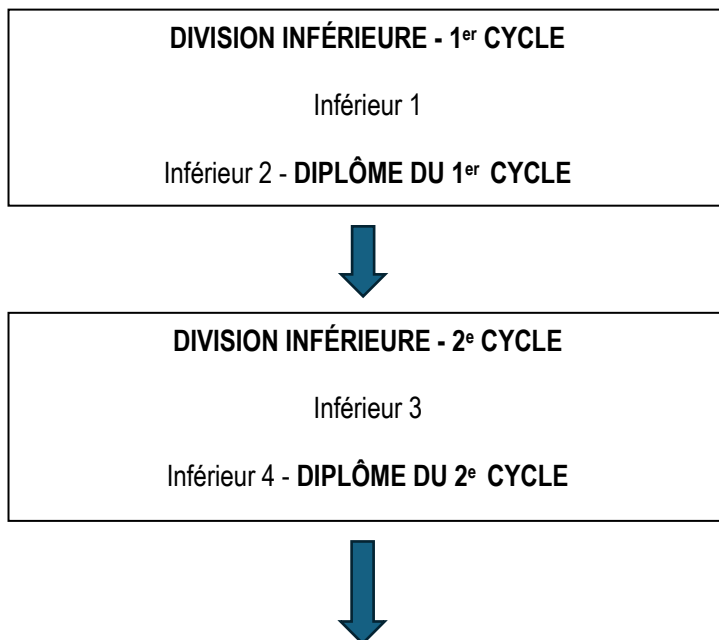 DIVISION INFÉRIEURE - 1er CYCLE
Inférieur 1
Inférieur 2 - DIPLÔME DU 1er CYCLE
DIVISION INFÉRIEURE - 2e CYCLE
Inférieur 3
Inférieur 4 - DIPLÔME DU 2e CYCLE